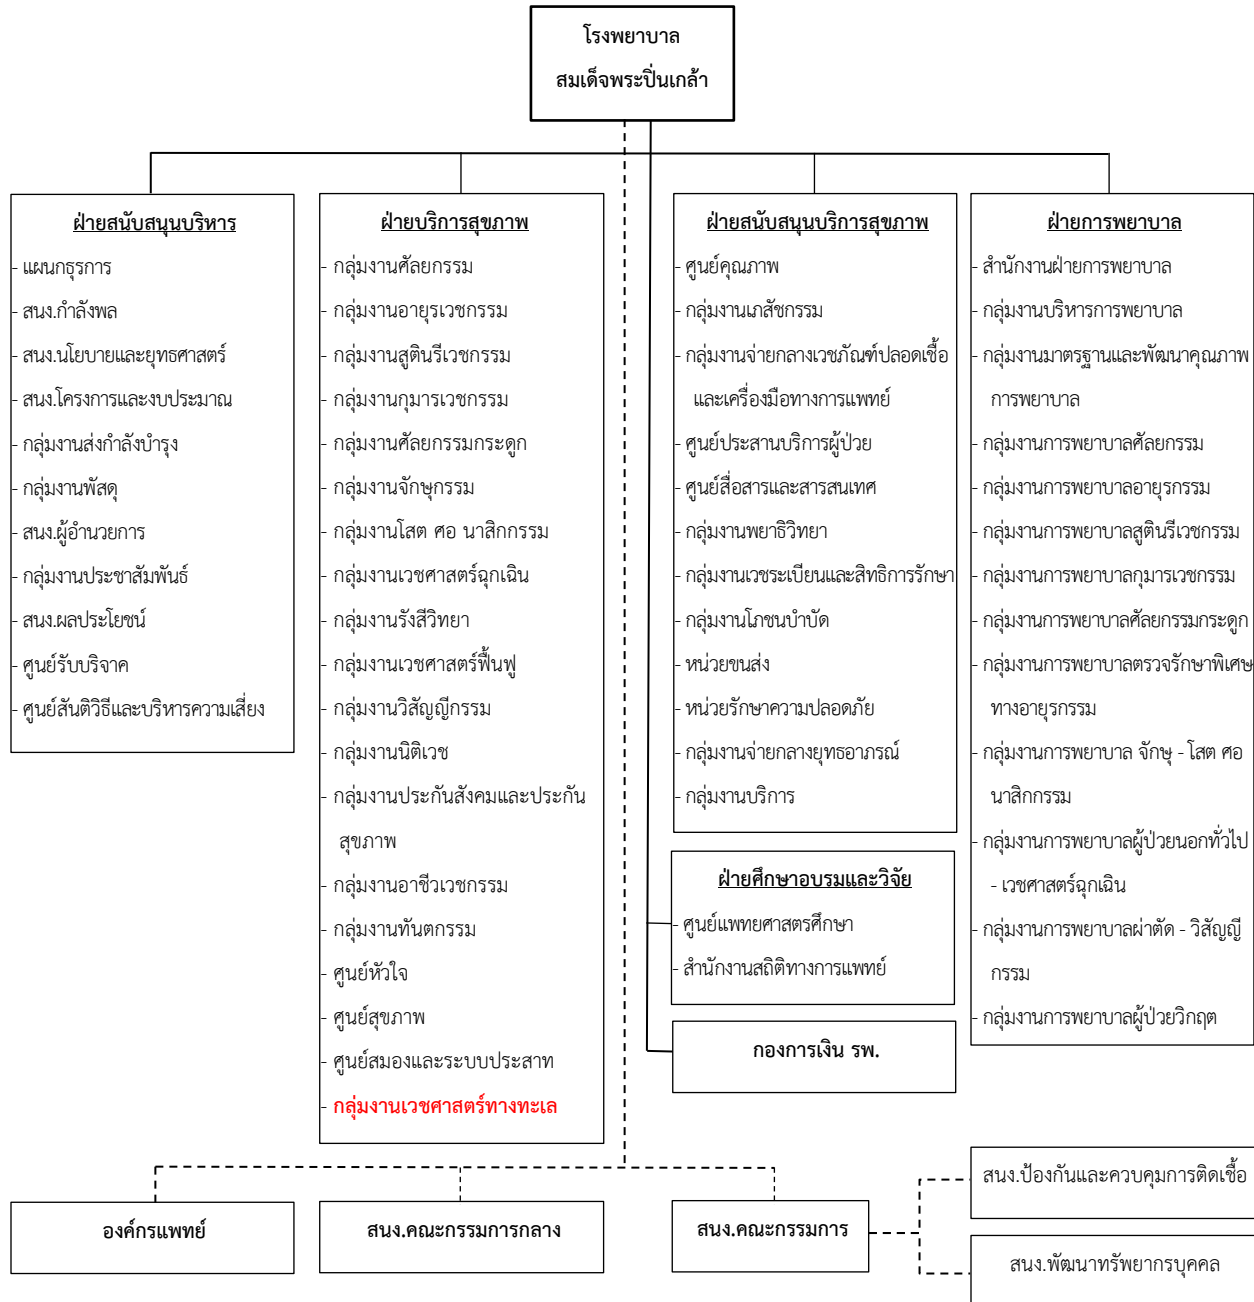 โรงพยาบาล
สมเด็จพระปิ่นเกล้า
ฝ่ายสนับสนุนบริหาร
- แผนกธุรการ
- สนง.กำลังพล
- สนง.นโยบายและยุทธศาสตร์
- สนง.โครงการและงบประมาณ
- กลุ่มงานส่งกำลังบำรุง
- กลุ่มงานพัสดุ
- สนง.ผู้อำนวยการ
- กลุ่มงานประชาสัมพันธ์
- สนง.ผลประโยชน์
- ศูนย์รับบริจาค
- ศูนย์สันติวิธีและบริหารความเสี่ยง
ฝ่ายบริการสุขภาพ
- กลุ่มงานศัลยกรรม
- กลุ่มงานอายุรเวชกรรม
- กลุ่มงานสูตินรีเวชกรรม
- กลุ่มงานกุมารเวชกรรม
- กลุ่มงานศัลยกรรมกระดูก
- กลุ่มงานจักษุกรรม
- กลุ่มงานโสต ศอ นาสิกกรรม
- กลุ่มงานเวชศาสตร์ฉุกเฉิน
- กลุ่มงานรังสีวิทยา
- กลุ่มงานเวชศาสตร์ฟื้นฟู
- กลุ่มงานวิสัญญีกรรม
- กลุ่มงานนิติเวช
- กลุ่มงานประกันสังคมและประกัน
สุขภาพ
- กลุ่มงานอาชีวเวชกรรม
- กลุ่มงานทันตกรรม
- ศูนย์หัวใจ
- ศูนย์สุขภาพ
- ศูนย์สมองและระบบประสาท
- กลุ่มงานเวชศาสตร์ทางทะเล
ฝ่ายสนับสนุนบริการสุขภาพ
- ศูนย์คุณภาพ
- กลุ่มงานเภสัชกรรม
- กลุ่มงานจ่ายกลางเวชภัณฑ์ปลอดเชื้อ
และเครื่องมือทางการแพทย์
- ศูนย์ประสานบริการผู้ป่วย
- ศูนย์สื่อสารและสารสนเทศ
- กลุ่มงานพยาธิวิทยา
- กลุ่มงานเวชระเบียนและสิทธิการรักษา
- กลุ่มงานโภชนบำบัด
- หน่วยขนส่ง
- หน่วยรักษาความปลอดภัย
- กลุ่มงานจ่ายกลางยุทธอาภรณ์
- กลุ่มงานบริการ
ฝ่ายศึกษาอบรมและวิจัย
- ศูนย์แพทยศาสตรศึกษา
- สำนักงานสถิติทางการแพทย์
กองการเงิน รพ.
ฝ่ายการพยาบาล
- สำนักงานฝ่ายการพยาบาล
- กลุ่มงานบริหารการพยาบาล
- กลุ่มงานมาตรฐานและพัฒนาคุณภาพ
การพยาบาล
- กลุ่มงานการพยาบาลศัลยกรรม
- กลุ่มงานการพยาบาลอายุรกรรม
- กลุ่มงานการพยาบาลสูตินรีเวชกรรม
- กลุ่มงานการพยาบาลกุมารเวชกรรม
- กลุ่มงานการพยาบาลศัลยกรรมกระดูก
- กลุ่มงานการพยาบาลตรวจรักษาพิเศษ
ทางอายุรกรรม
- กลุ่มงานการพยาบาล จักษุ - โสต ศอ
นาสิกกรรม
- กลุ่มงานการพยาบาลผู้ป่วยนอกทั่วไป
- เวชศาสตร์ฉุกเฉิน
- กลุ่มงานการพยาบาลผ่าตัด - วิสัญญี
กรรม
- กลุ่มงานการพยาบาลผู้ป่วยวิกฤต
องค์กรแพทย์
สนง.คณะกรรมการกลาง
สนง.คณะกรรมการ
สนง.ป้องกันและควบคุมการติดเชื้อ
สนง.พัฒนาทรัพยากรบุคคล